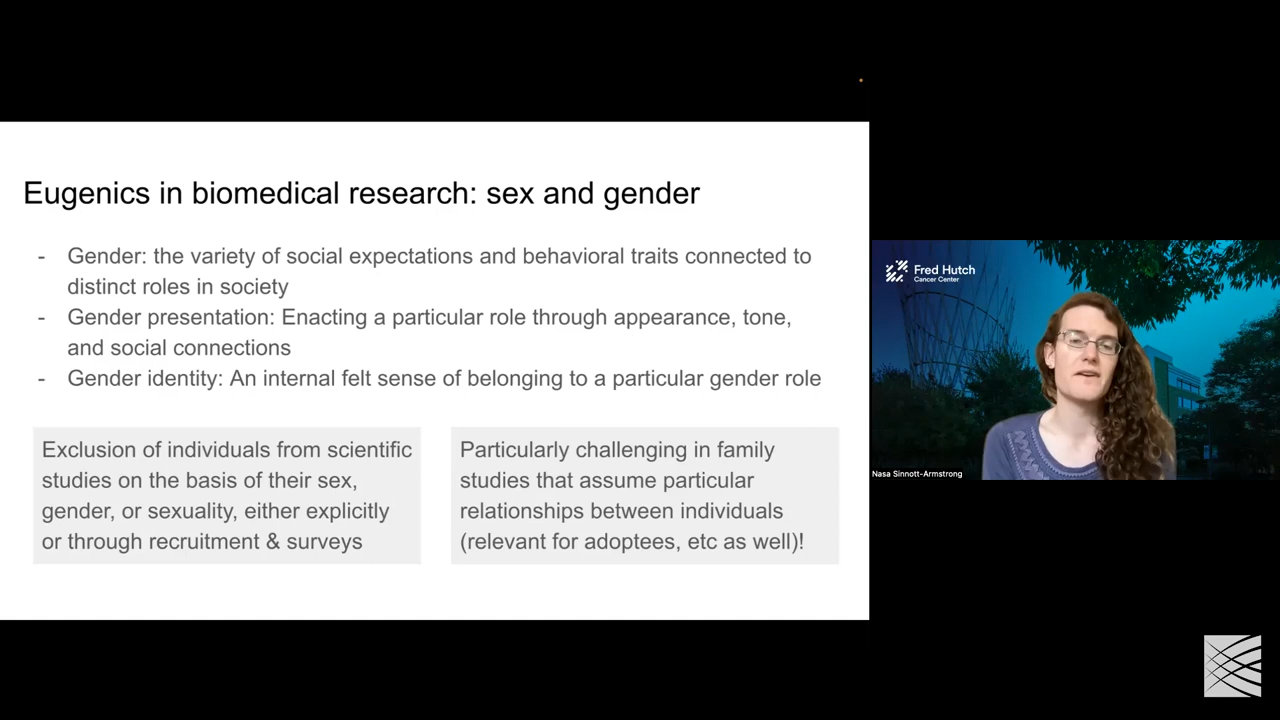 Eugenics in biomedical research: sex and gender
- Gender: the variety of social expectations and behavioral traits connected to
distinct roles in society
- Gender presentation: Enacting a particular role through appearance, tone,
and social connections
- Gender identity: An internal felt sense of belonging to a particular gender role
Exclusion of individuals from scientific
studies on the basis of their sex,
gender, or sexuality, either explicitly
or through recruitment & surveys
Particularly challenging in family
studies that assume particular
relationships between individuals
(relevant for adoptees, etc as well)!
Fred Hutch
Cancer Center
Nasa Sinnott-Armstrong